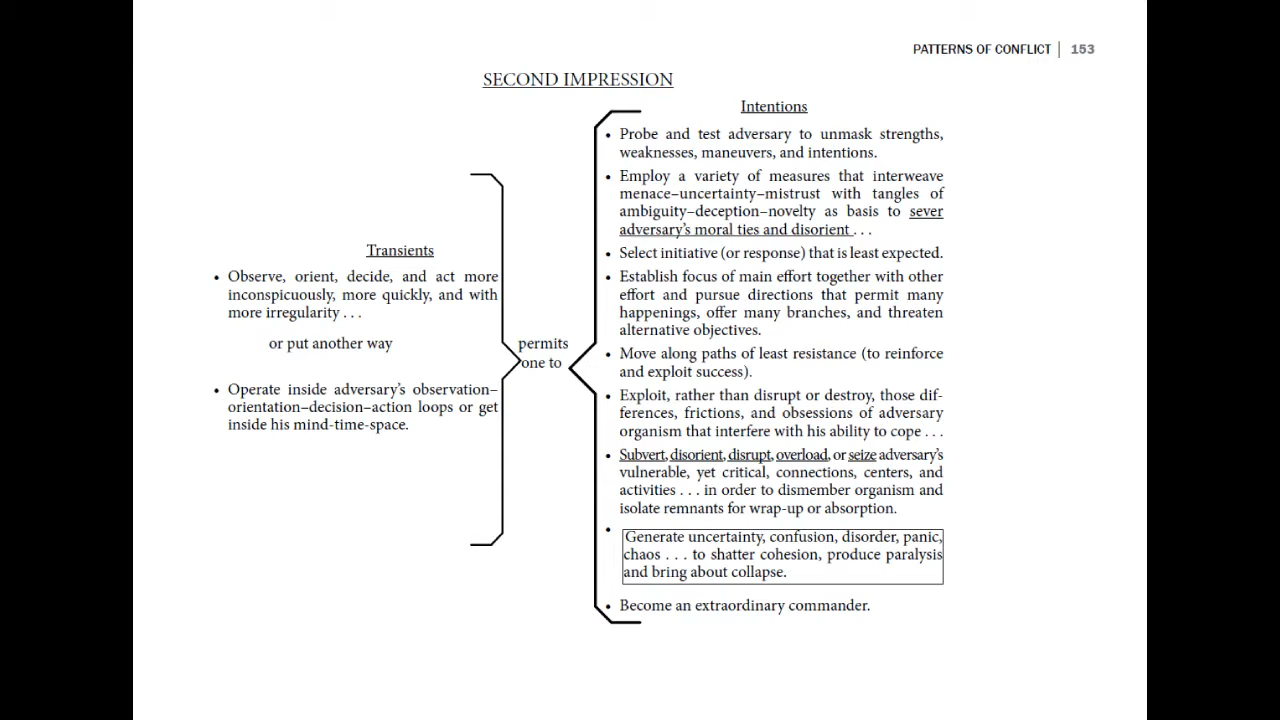 PATTERNS OF CONFLICT | 153
SECOND IMPRESSION
Transients
• Observe, orient, decide, and act more
inconspicuously, more quickly, and with
more irregularity . . .
or put another way
• Operate inside adversary's observation–
orientation–decision–action loops or get
inside his mind-time-space.
permits
one to
Intentions
• Probe and test adversary to unmask strengths,
weaknesses, maneuvers, and intentions.
• Employ a variety of measures that interweave
menace–uncertainty–mistrust with tangles of
ambiguity–deception–novelty as basis to sever
adversary's moral ties and disorient . . .
• Select initiative (or response) that is least expected.
• Establish focus of main effort together with other
effort and pursue directions that permit many
happenings, offer many branches, and threaten
alternative objectives.
• Move along paths of least resistance (to reinforce
and exploit success).
• Exploit, rather than disrupt or destroy, those dif-
ferences, frictions, and obsessions of adversary
organism that interfere with his ability to cope . . .
• Subvert, disorient, disrupt, overload, or seize adversary's
vulnerable, yet critical, connections, centers, and
activities . . . in order to dismember organism and
isolate remnants for wrap-up or absorption.
• Generate uncertainty, confusion, disorder, panic,
chaos . . . to shatter cohesion, produce paralysis
and bring about collapse.
• Become an extraordinary commander.